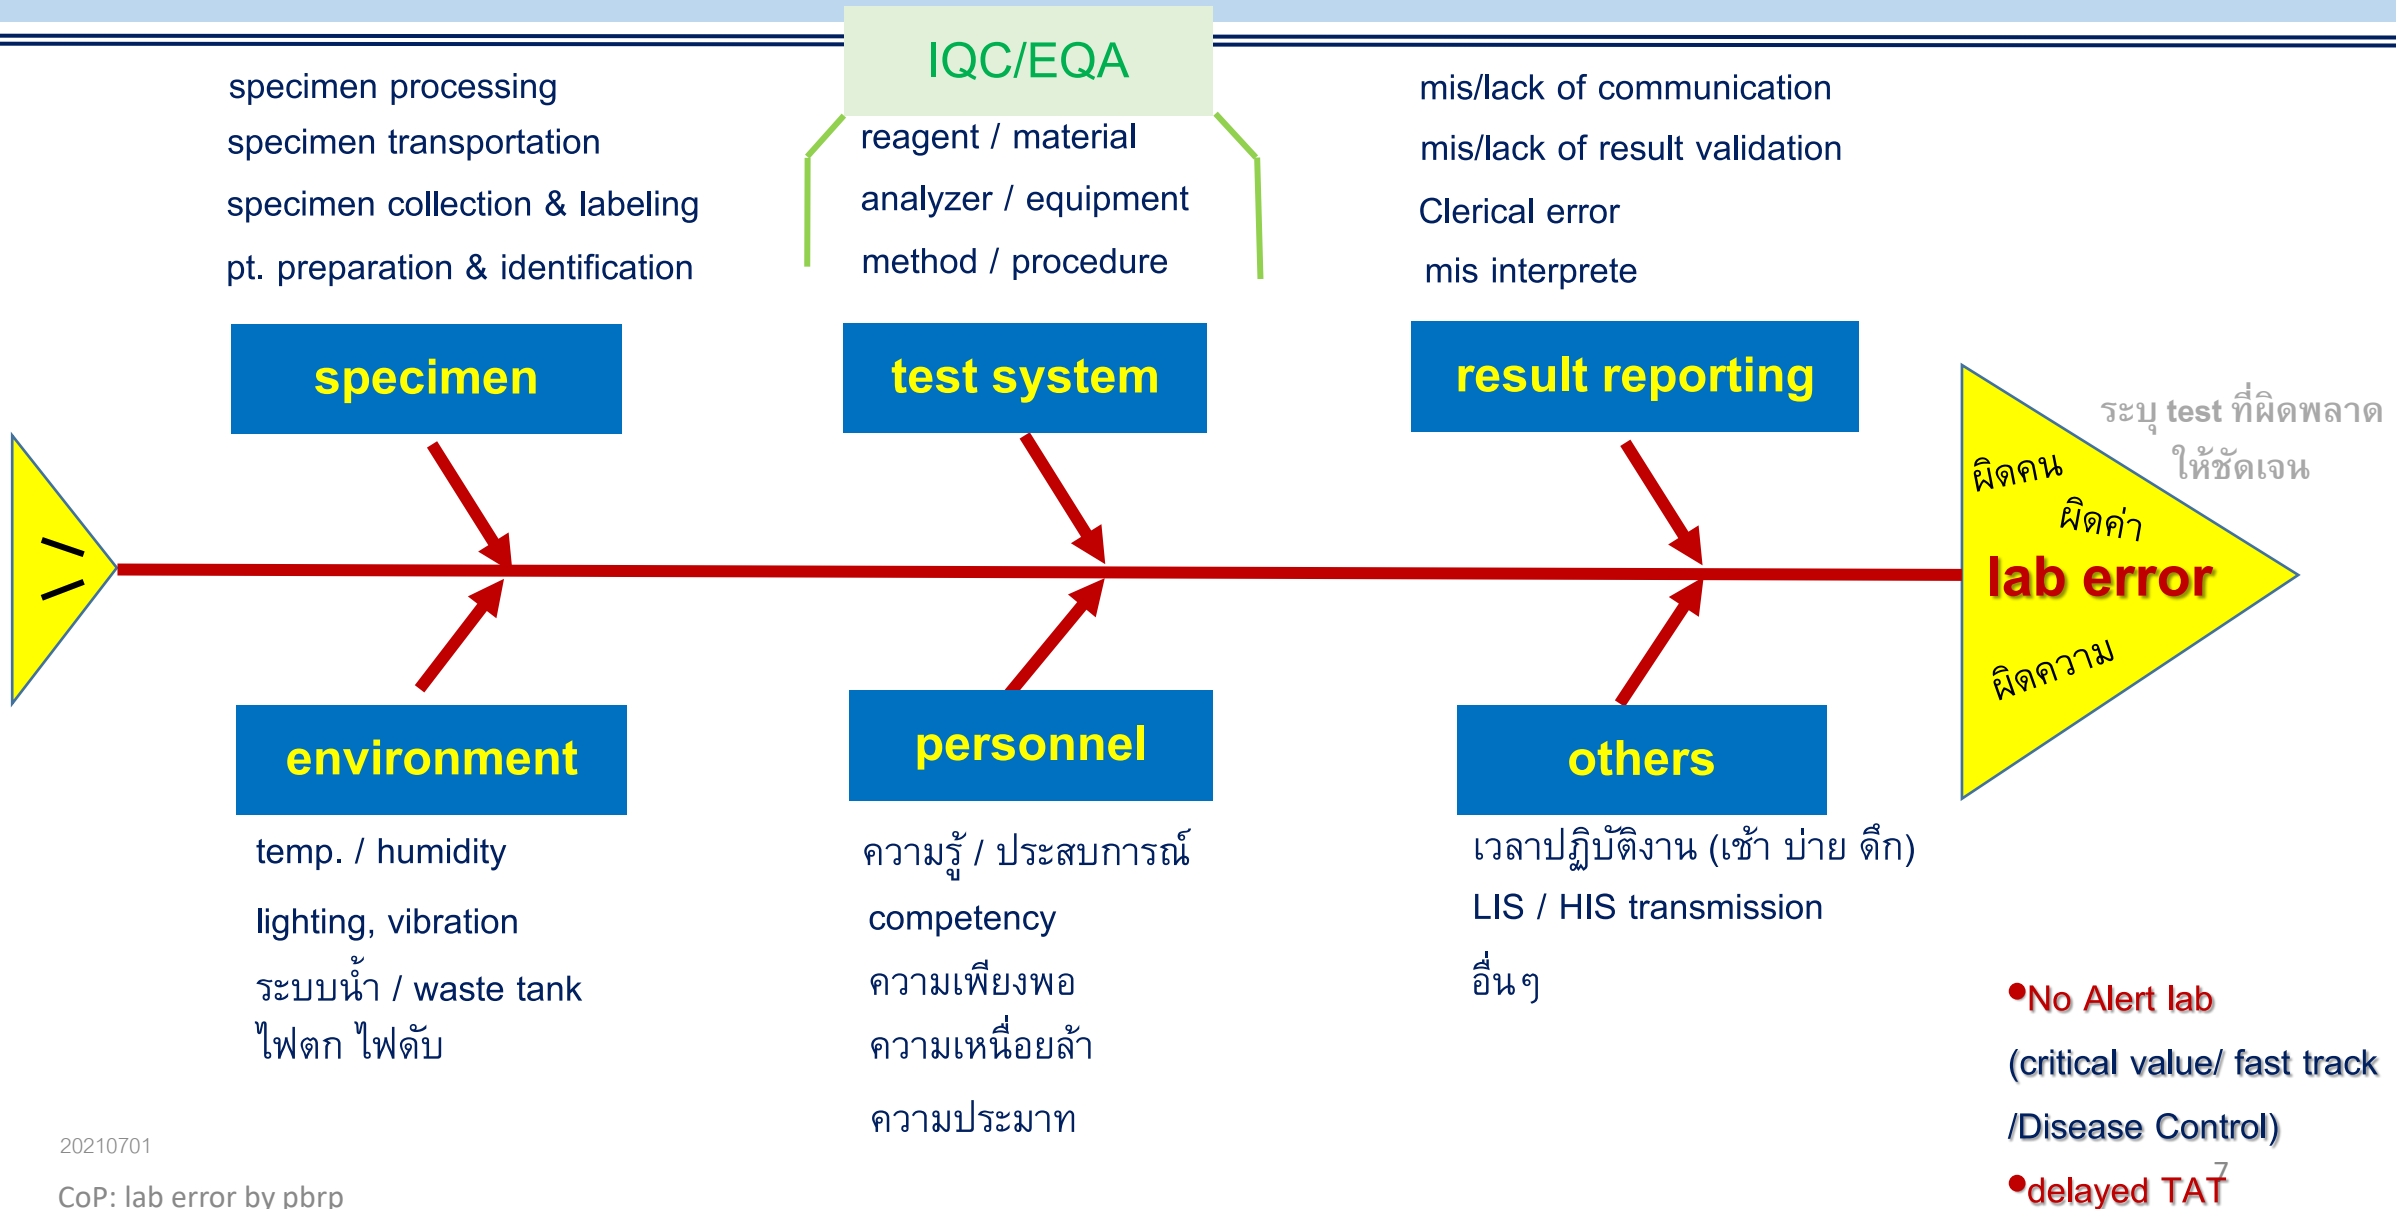 IQC/EQA
specimen processing
specimen transportation
specimen collection & labeling
pt. preparation & identification
reagent / material
analyzer / equipment
method / procedure
mis/lack of communication
mis/lack of result validation
Clerical error
mis interprete
specimen
test system
result reporting
ระบุ test ที่ผิดพลาด
ให้ชัดเจน
ผิดคน
ผิดค่า
lab error
ผิดความ
environment
personnel
others
temp. / humidity
lighting, vibration
ระบบน้ำ / waste tank
ไฟตก ไฟดับ
ความรู้ / ประสบการณ์
competency
ความเพียงพอ
ความเหนื่อยล้า
ความประมาท
เวลาปฏิบัติงาน (เช้า บ่าย ดึก)
LIS / HIS transmission
อื่นๆ
•No Alert lab
(critical value/ fast track
/Disease Control)
•delayed TAT
20210701
CoP: lab error by pbrp
7